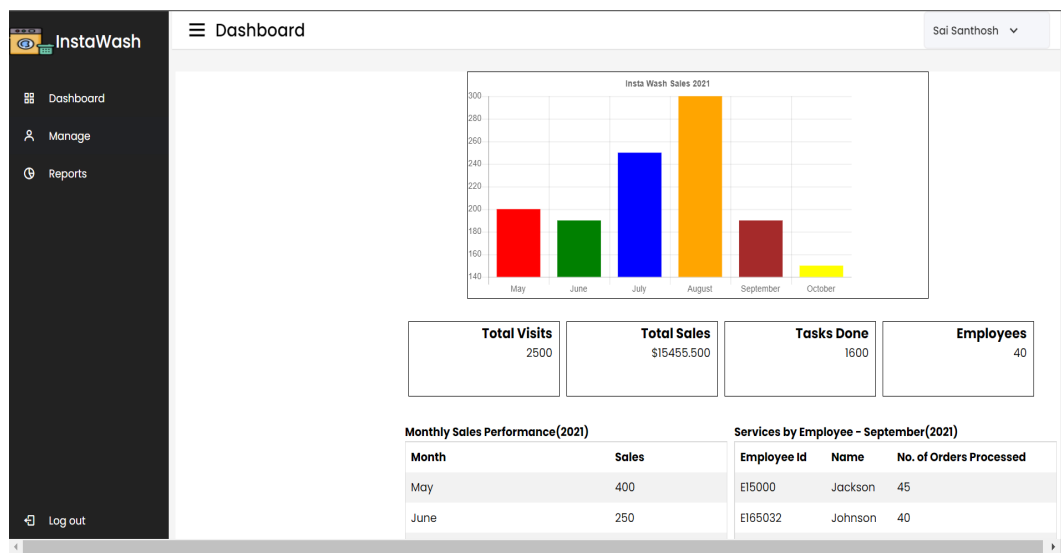 InstaWash
Dashboard
Sai Santhosh
Dashboard
Manage
Reports
Log out
Insta Wash Sales 2021
300
280
260
240
220
200
180
160
140
May June July August September October
Total Visits
2500
Total Sales
$15455.500
Tasks Done
1600
Employees
40
Monthly Sales Performance(2021)
Month Sales
May 400
June 250
Services by Employee - September(2021)
Employee Id Name No. of Orders Processed
E15000 Jackson 45
E165032 Johnson 40